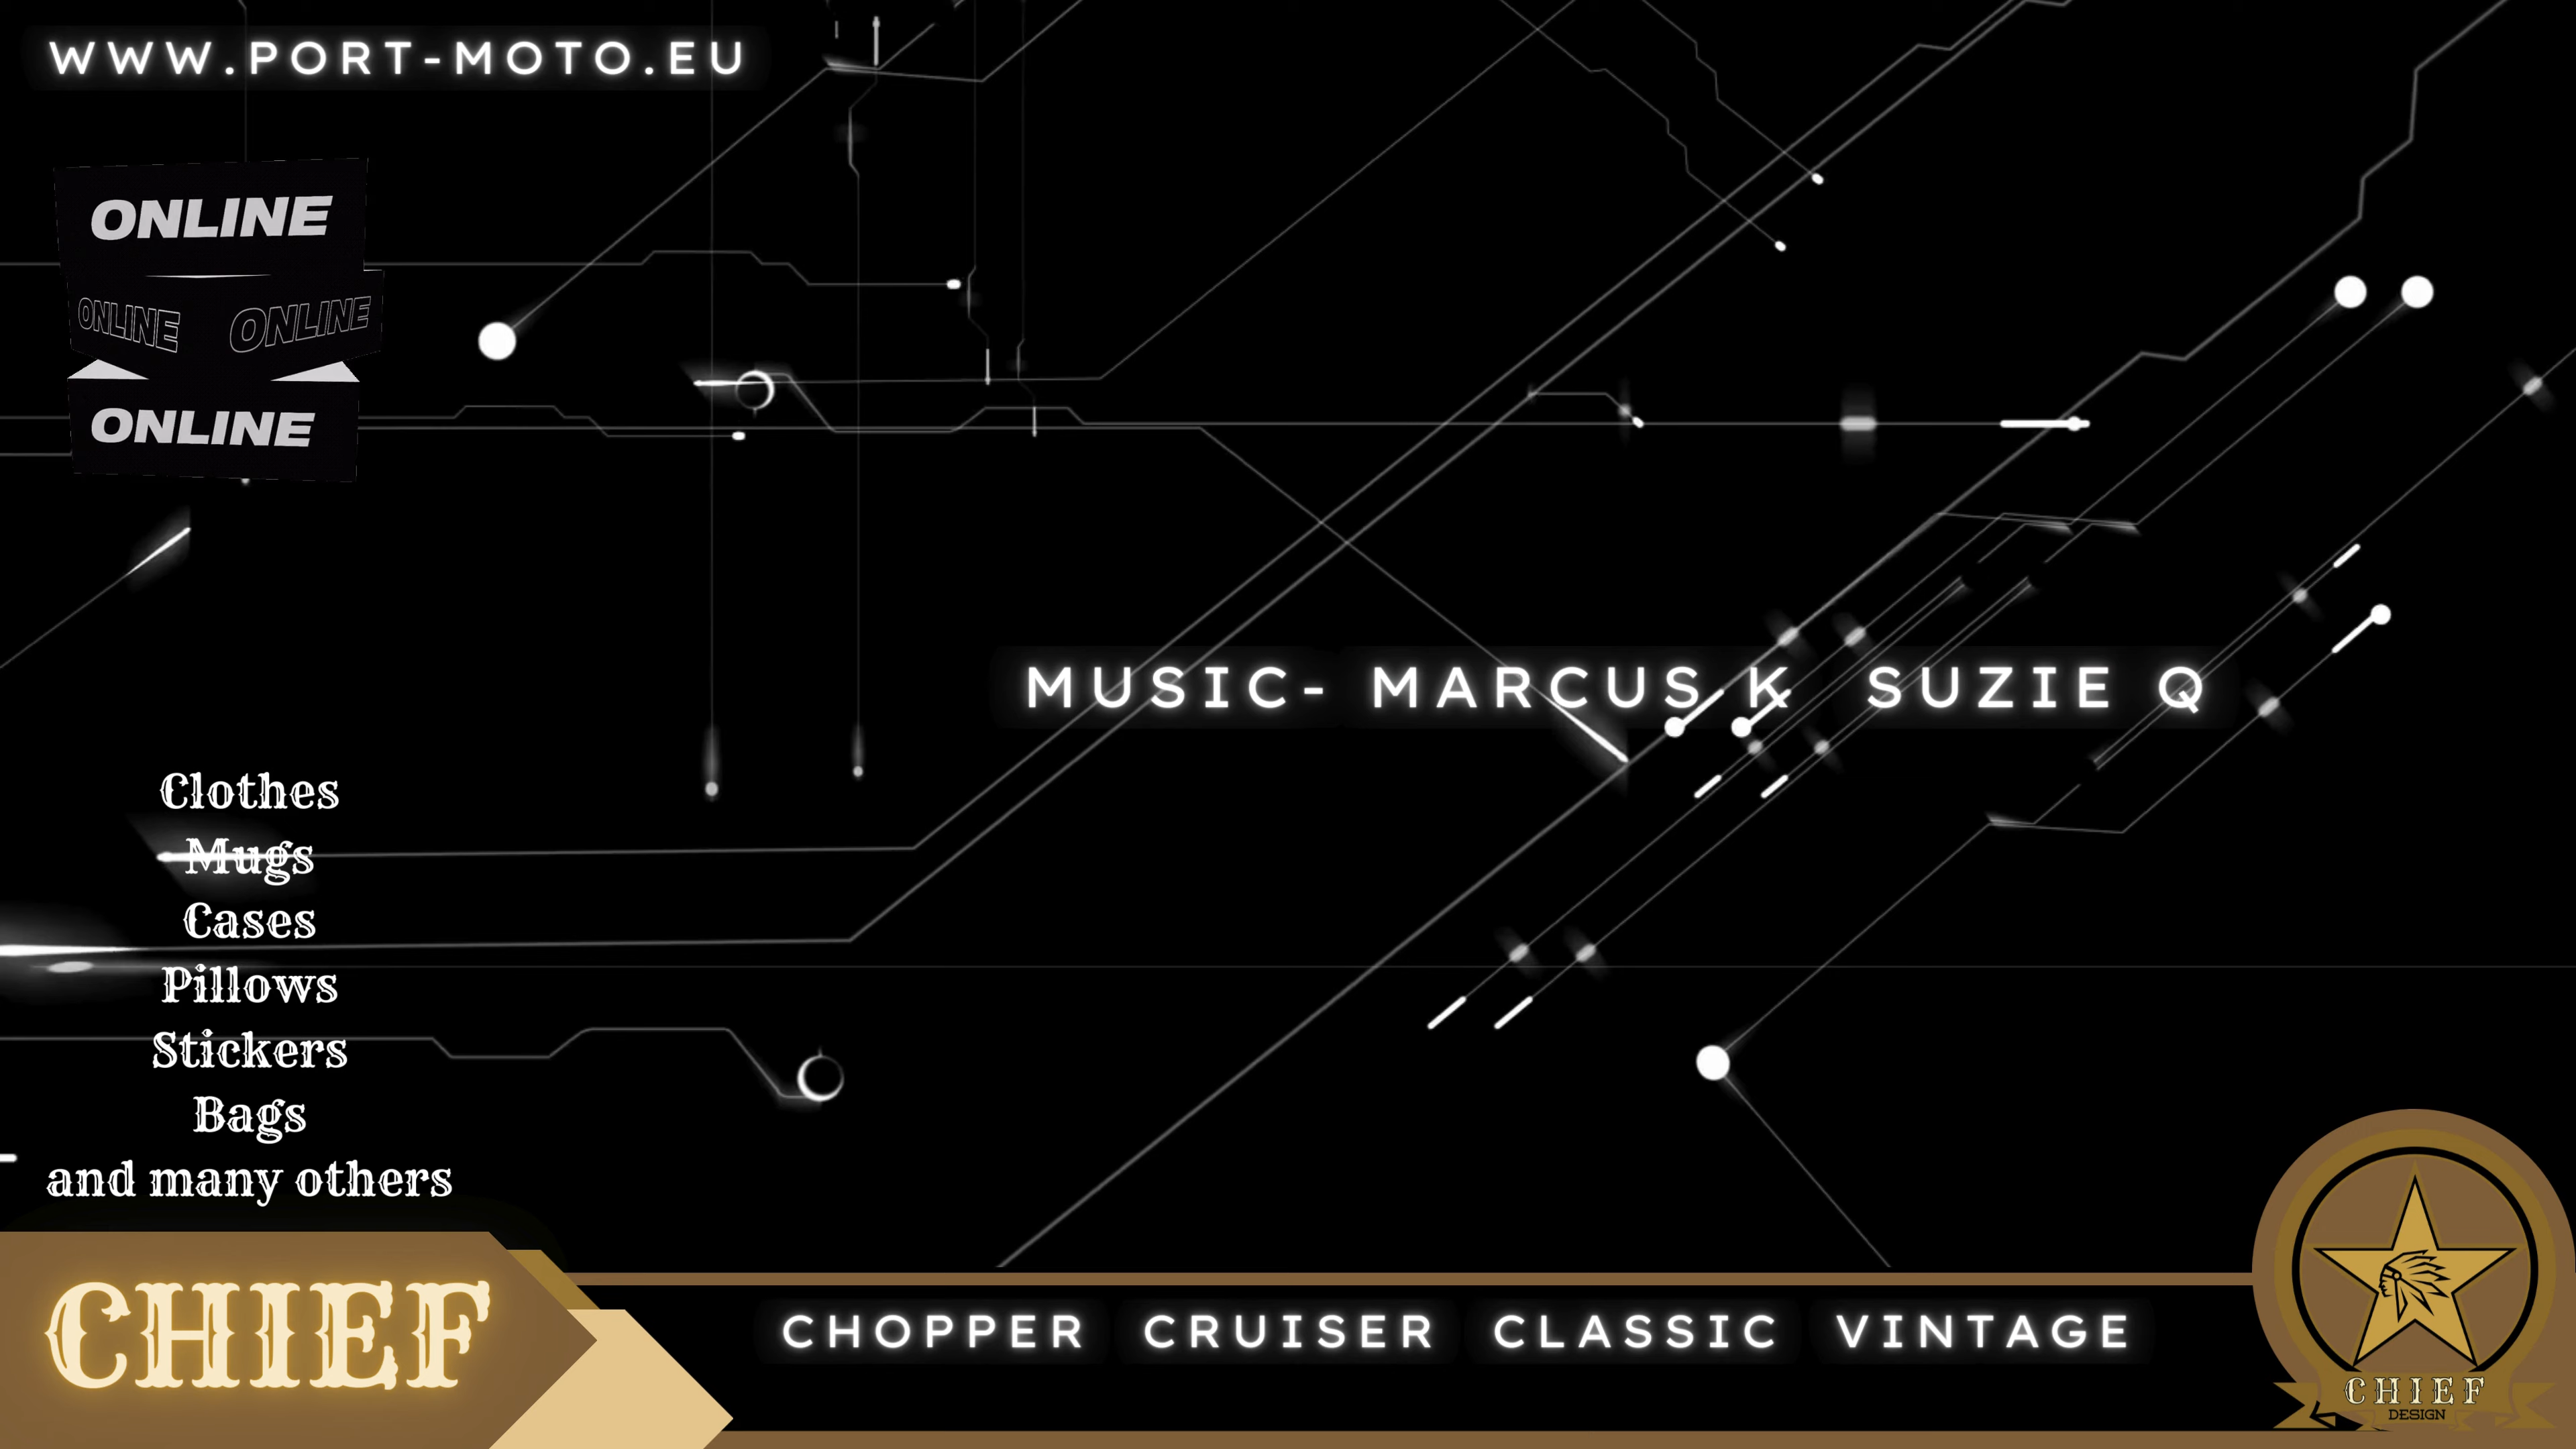 WWW.PORT-MOTO.EU
ONLINE
ONLINE ONLINE
ONLINE
MUSIC- MARCUS K SUZIE Q
Clothes
Mugs
Cases
Pillows
Stickers
Bags
and many others
CHIEF
CHOPPER CRUISER CLASSIC VINTAGE
CHIEF
DESIGN